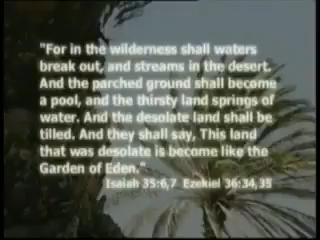 "For in the wilderness shall waters
break out, and streams in the desert.
And the parched ground shall become
a pool, and the thirsty land springs of
water. And the desolate land shall be
tilled. And they shall say, This land
that was desolate is become like the
Garden of Eden."
Isaiah 35:6,7 Ezekiel 36:34,35